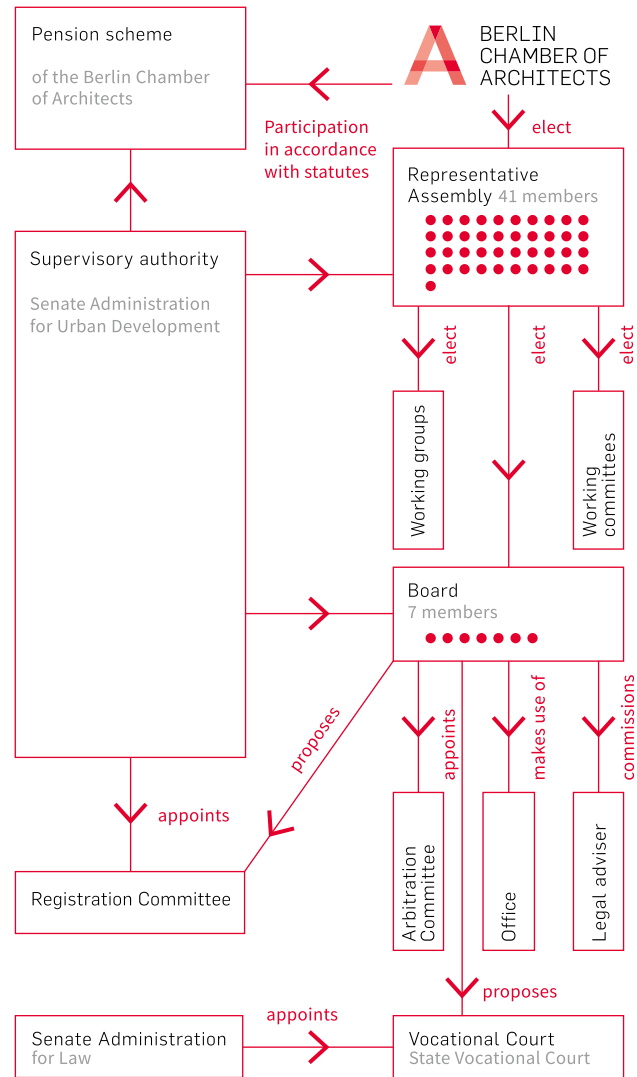 Pension scheme
of the Berlin Chamber
of Architects
BERLIN
CHAMBER OF
ARCHITECTS
Participation
in accordance
with statutes
elect
Representative
Assembly 41 members
Supervisory authority
Senate Administration
for Urban Development
elect
elect
elect
Working groups
Working
committees
Board
7 members
proposes
appoints
makes use of
commissions
appoints
Registration Committee
Arbitration
Committee
Office
Legal adviser
proposes
Senate Administration
for Law
appoints
Vocational Court
State Vocational Court